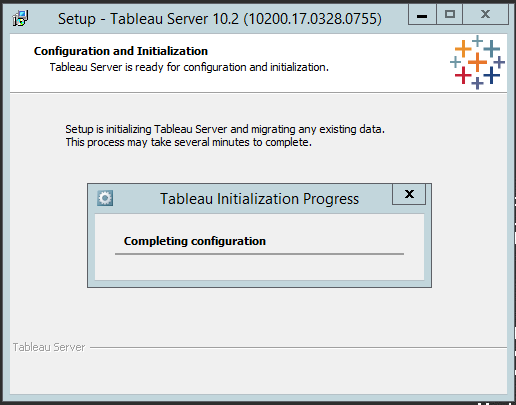 Setup - Tableau Server 10.2 (10200.17.0328.0755)
Configuration and Initialization
Tableau Server is ready for configuration and initialization.
Setup is initializing Tableau Server and migrating any existing data.
This process may take several minutes to complete.
Tableau Initialization Progress
Completing configuration
Tableau Server